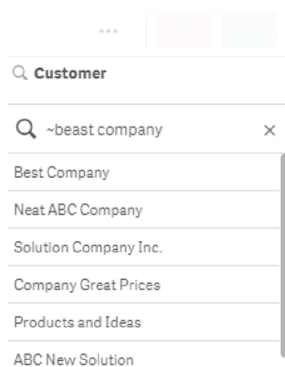 Customer
~beast company
Best Company
Neat ABC Company
Solution Company Inc.
Company Great Prices
Products and Ideas
ABC New Solution